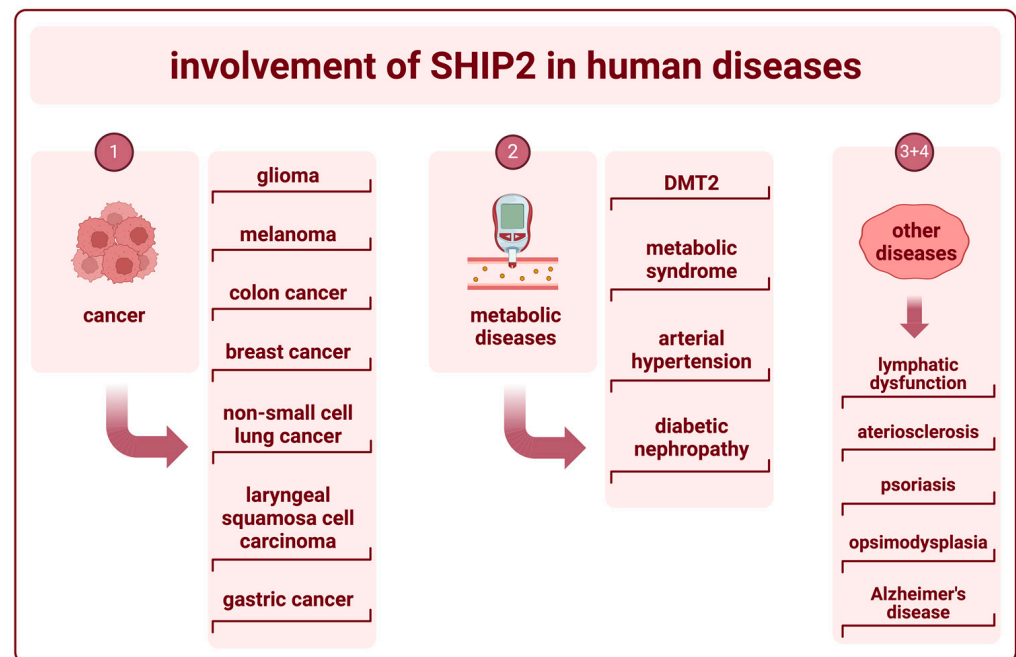 involvement of SHIP2 in human diseases
1
cancer
glioma
melanoma
colon cancer
breast cancer
non-small cell
lung cancer
laryngeal
squamosa cell
carcinoma
gastric cancer
2
metabolic
diseases
DMT2
metabolic
syndrome
arterial
hypertension
diabetic
nephropathy
3+4
other
diseases
lymphatic
dysfunction
ateriosclerosis
psoriasis
opsimodysplasia
Alzheimer's
disease